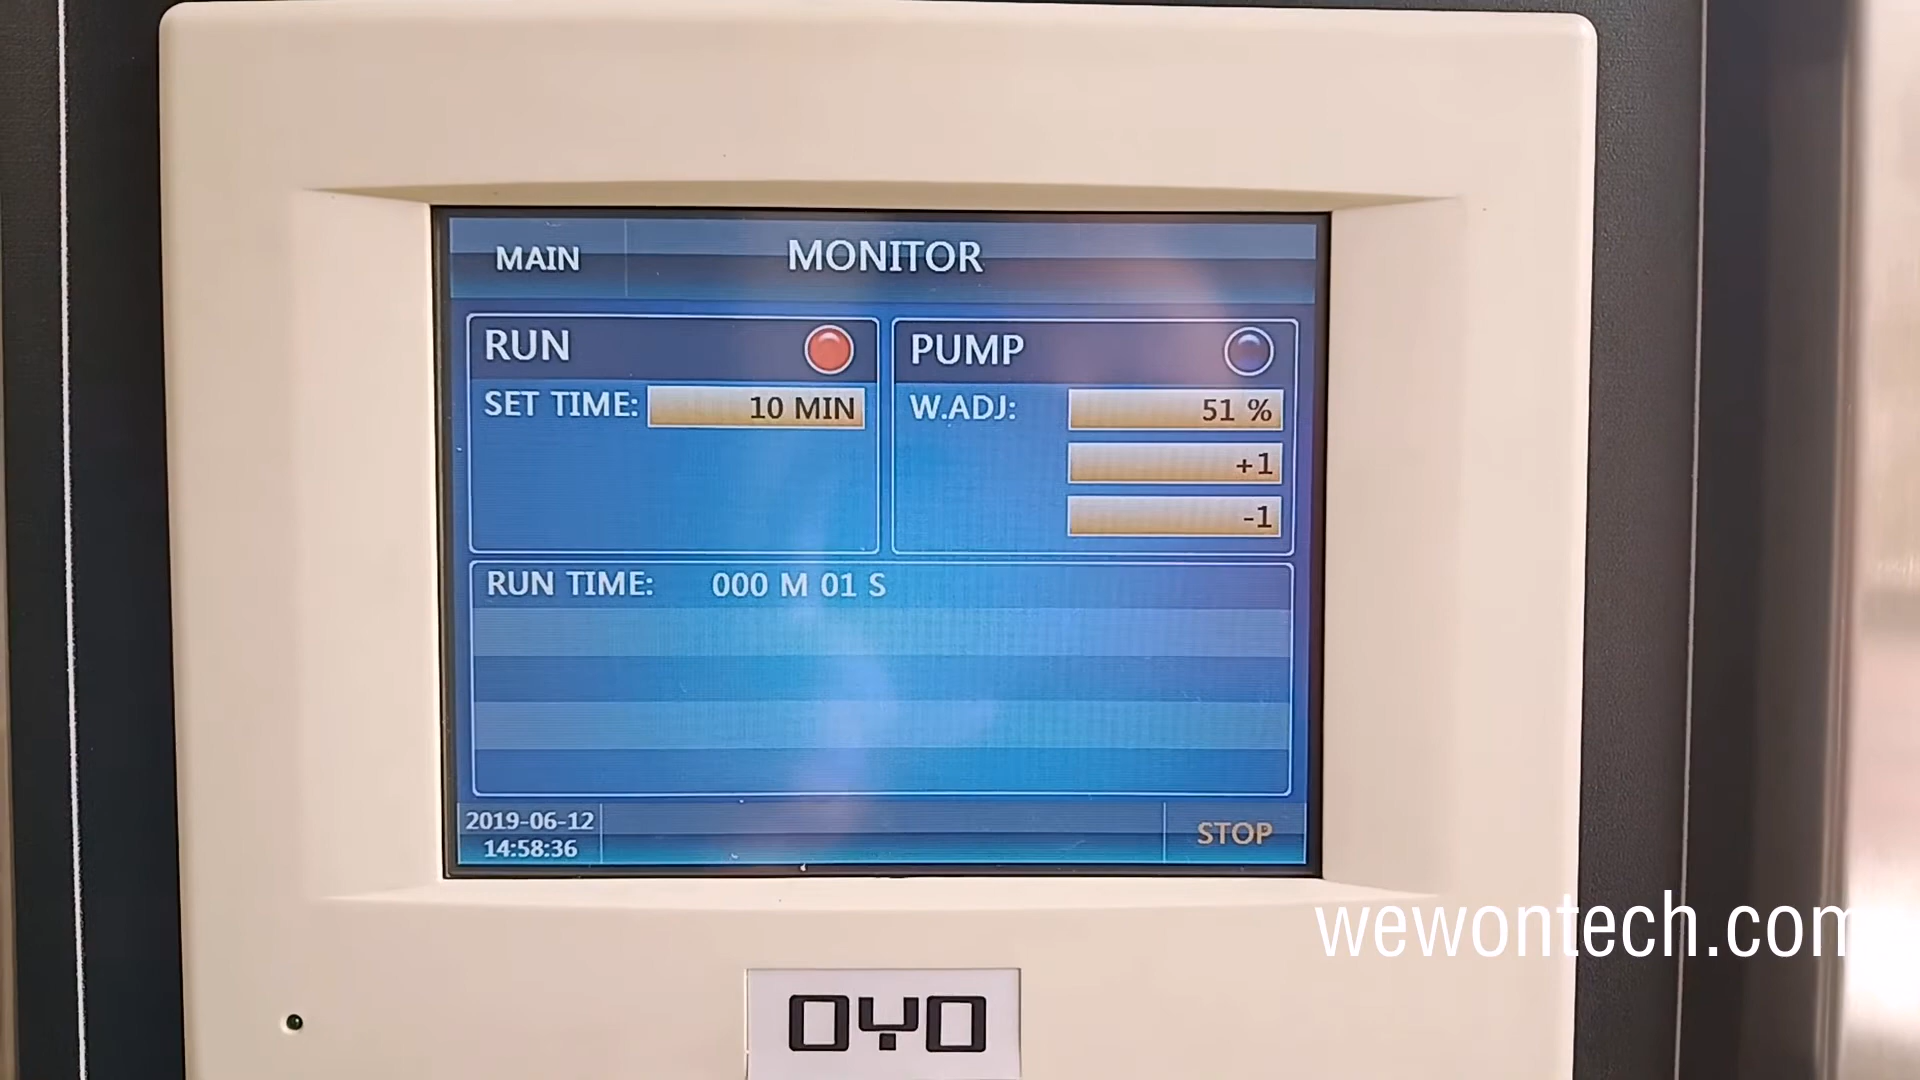 MAIN
MONITOR
RUN
SET TIME: 10 MIN
PUMP
W.ADJ: 51 %
+1
-1
RUN TIME: 000 M 01 S
2019-06-12
14:58:36
STOP
wewontech.com
OYO